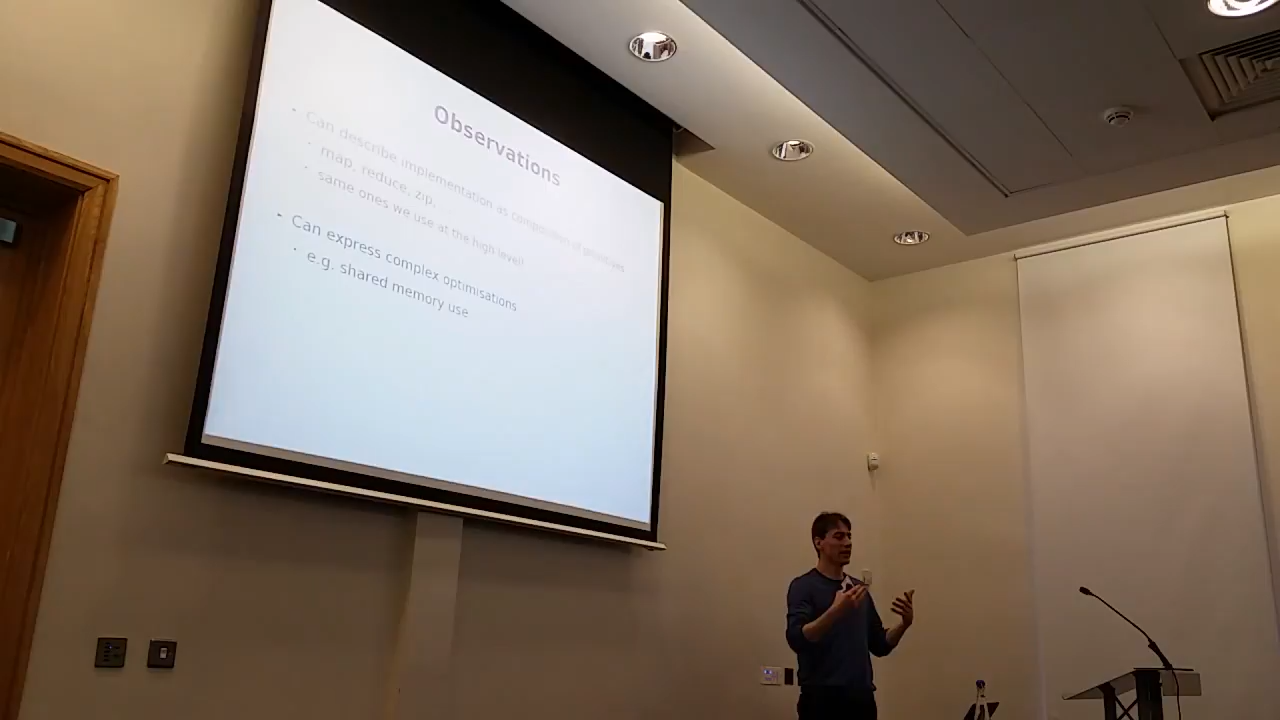 Observations
Can describe implementation as composition of primitives
map, reduce, zip,
same ones we use at the high level!
Can express complex optimisations
e.g. shared memory use